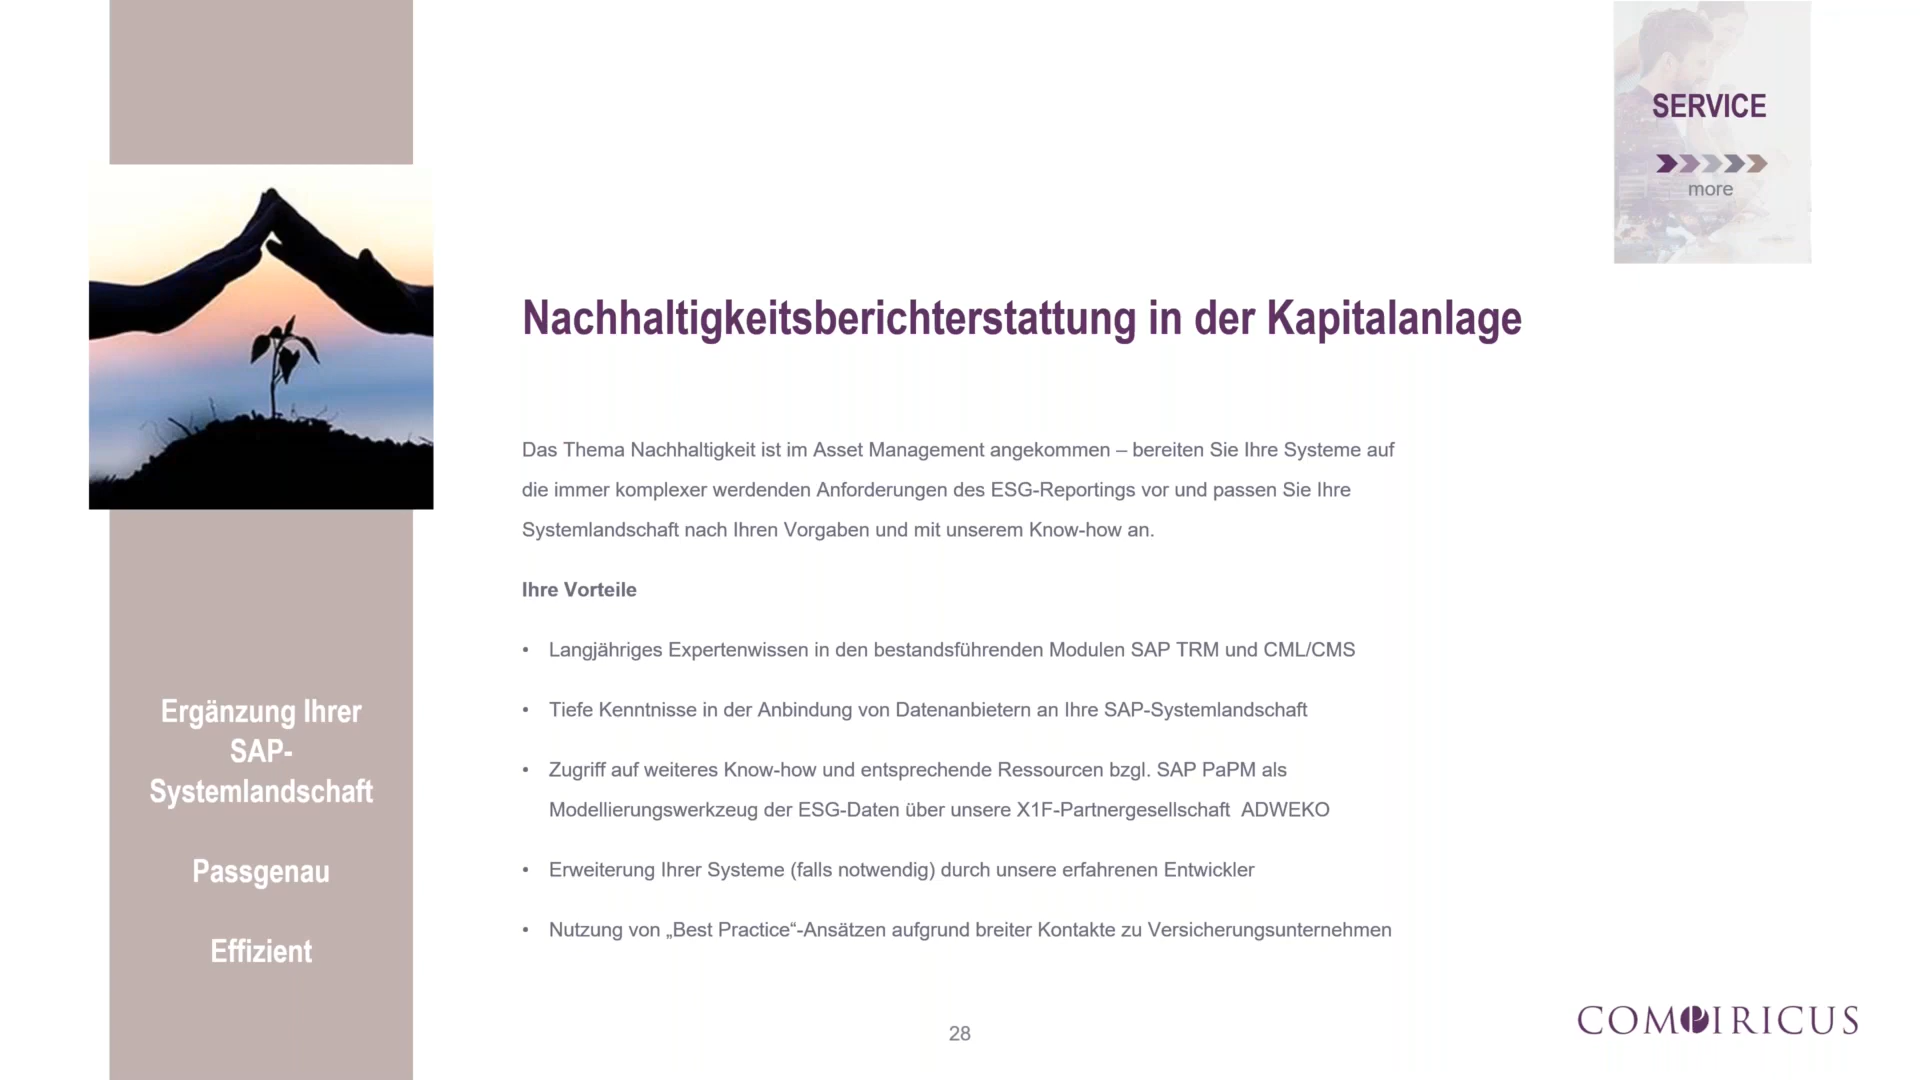 SERVICE
more
Nachhaltigkeitsberichterstattung in der Kapitalanlage
Das Thema Nachhaltigkeit ist im Asset Management angekommen – bereiten Sie Ihre Systeme auf
die immer komplexer werdenden Anforderungen des ESG-Reportings vor und passen Sie Ihre
Systemlandschaft nach Ihren Vorgaben und mit unserem Know-how an.
Ihre Vorteile
• Langjähriges Expertenwissen in den bestandsführenden Modulen SAP TRM und CML/CMS
• Tiefe Kenntnisse in der Anbindung von Datenanbietern an Ihre SAP-Systemlandschaft
• Zugriff auf weiteres Know-how und entsprechende Ressourcen bzgl. SAP PaPM als
Modellierungswerkzeug der ESG-Daten über unsere X1F-Partnergesellschaft ADWEKO
• Erweiterung Ihrer Systeme (falls notwendig) durch unsere erfahrenen Entwickler
• Nutzung von „Best Practice“-Ansätzen aufgrund breiter Kontakte zu Versicherungsunternehmen
Ergänzung Ihrer
SAP-
Systemlandschaft
Passgenau
Effizient
28
COMPIRICUS